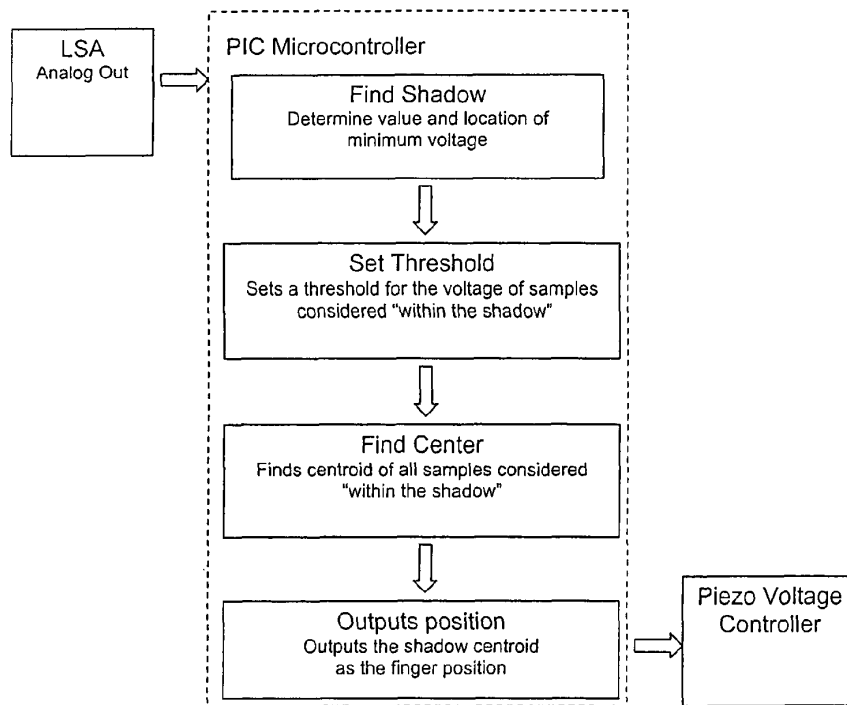 LSA
Analog Out
PIC Microcontroller
Find Shadow
Determine value and location of
minimum voltage
Set Threshold
Sets a threshold for the voltage of samples
considered "within the shadow"
Find Center
Finds centroid of all samples considered
"within the shadow"
Outputs position
Outputs the shadow centroid
as the finger position
Piezo Voltage
Controller